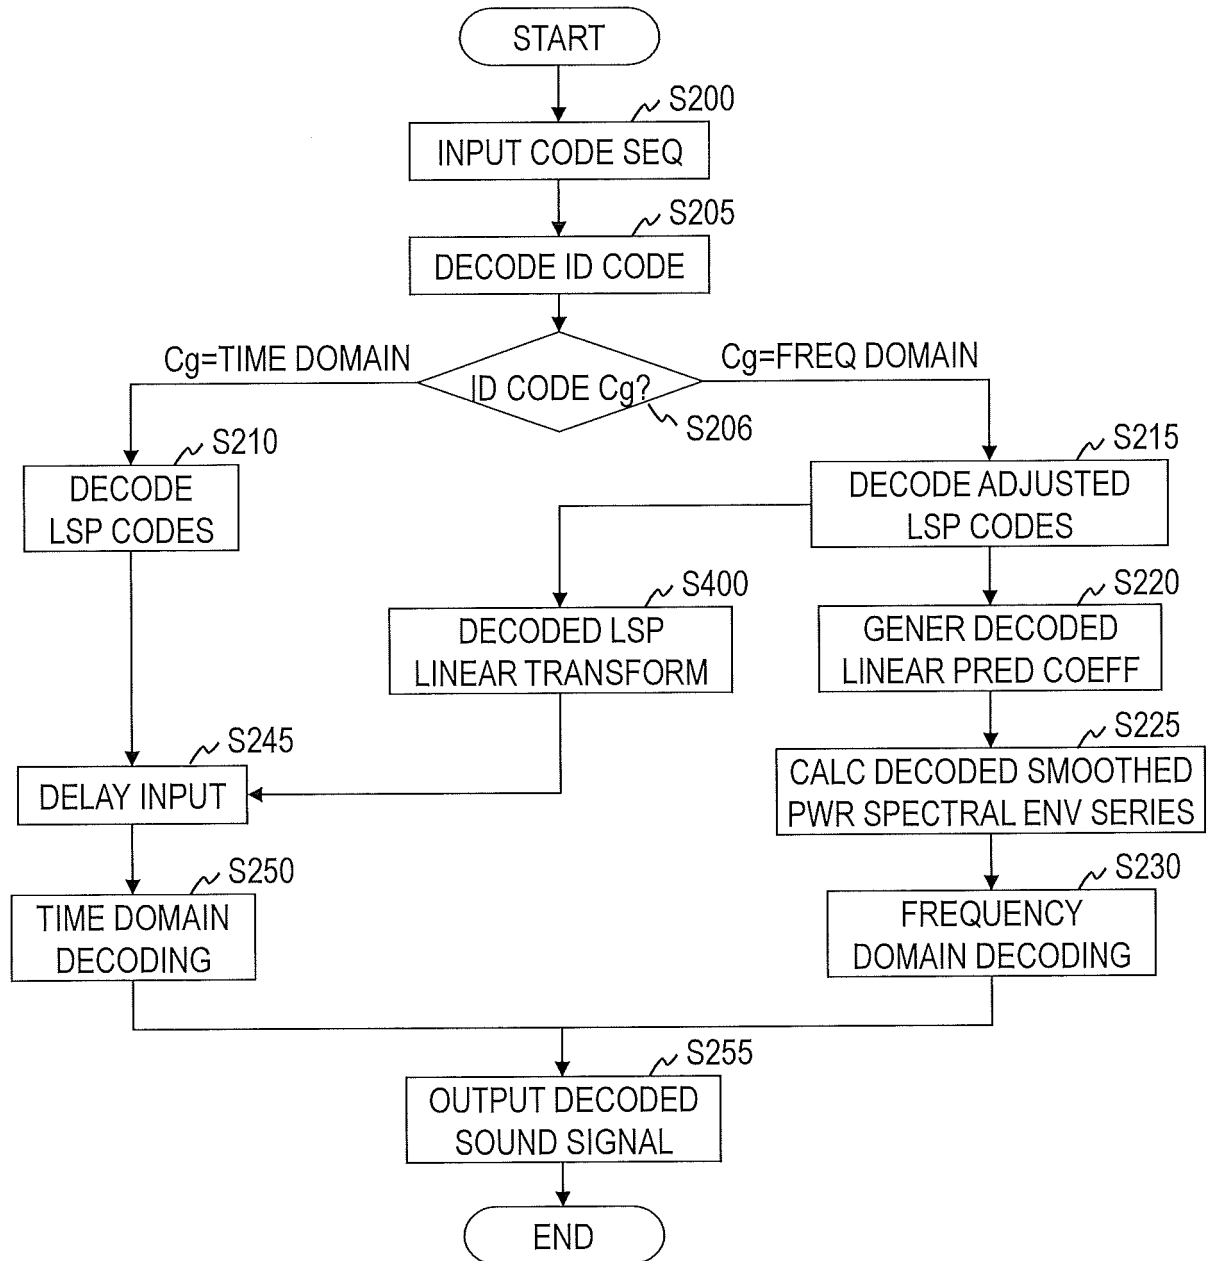 START
S200
INPUT CODE SEQ
S205
DECODE ID CODE
Cg=TIME DOMAIN
Cg=FREQ DOMAIN
ID CODE Cg?
S206
S210
DECODE
LSP CODES
S215
DECODE ADJUSTED
LSP CODES
S400
DECODED LSP
LINEAR TRANSFORM
S220
GENER DECODED
LINEAR PRED COEFF
S245
DELAY INPUT
S225
CALC DECODED SMOOTHED
PWR SPECTRAL ENV SERIES
S250
TIME DOMAIN
DECODING
S230
FREQUENCY
DOMAIN DECODING
S255
OUTPUT DECODED
SOUND SIGNAL
END